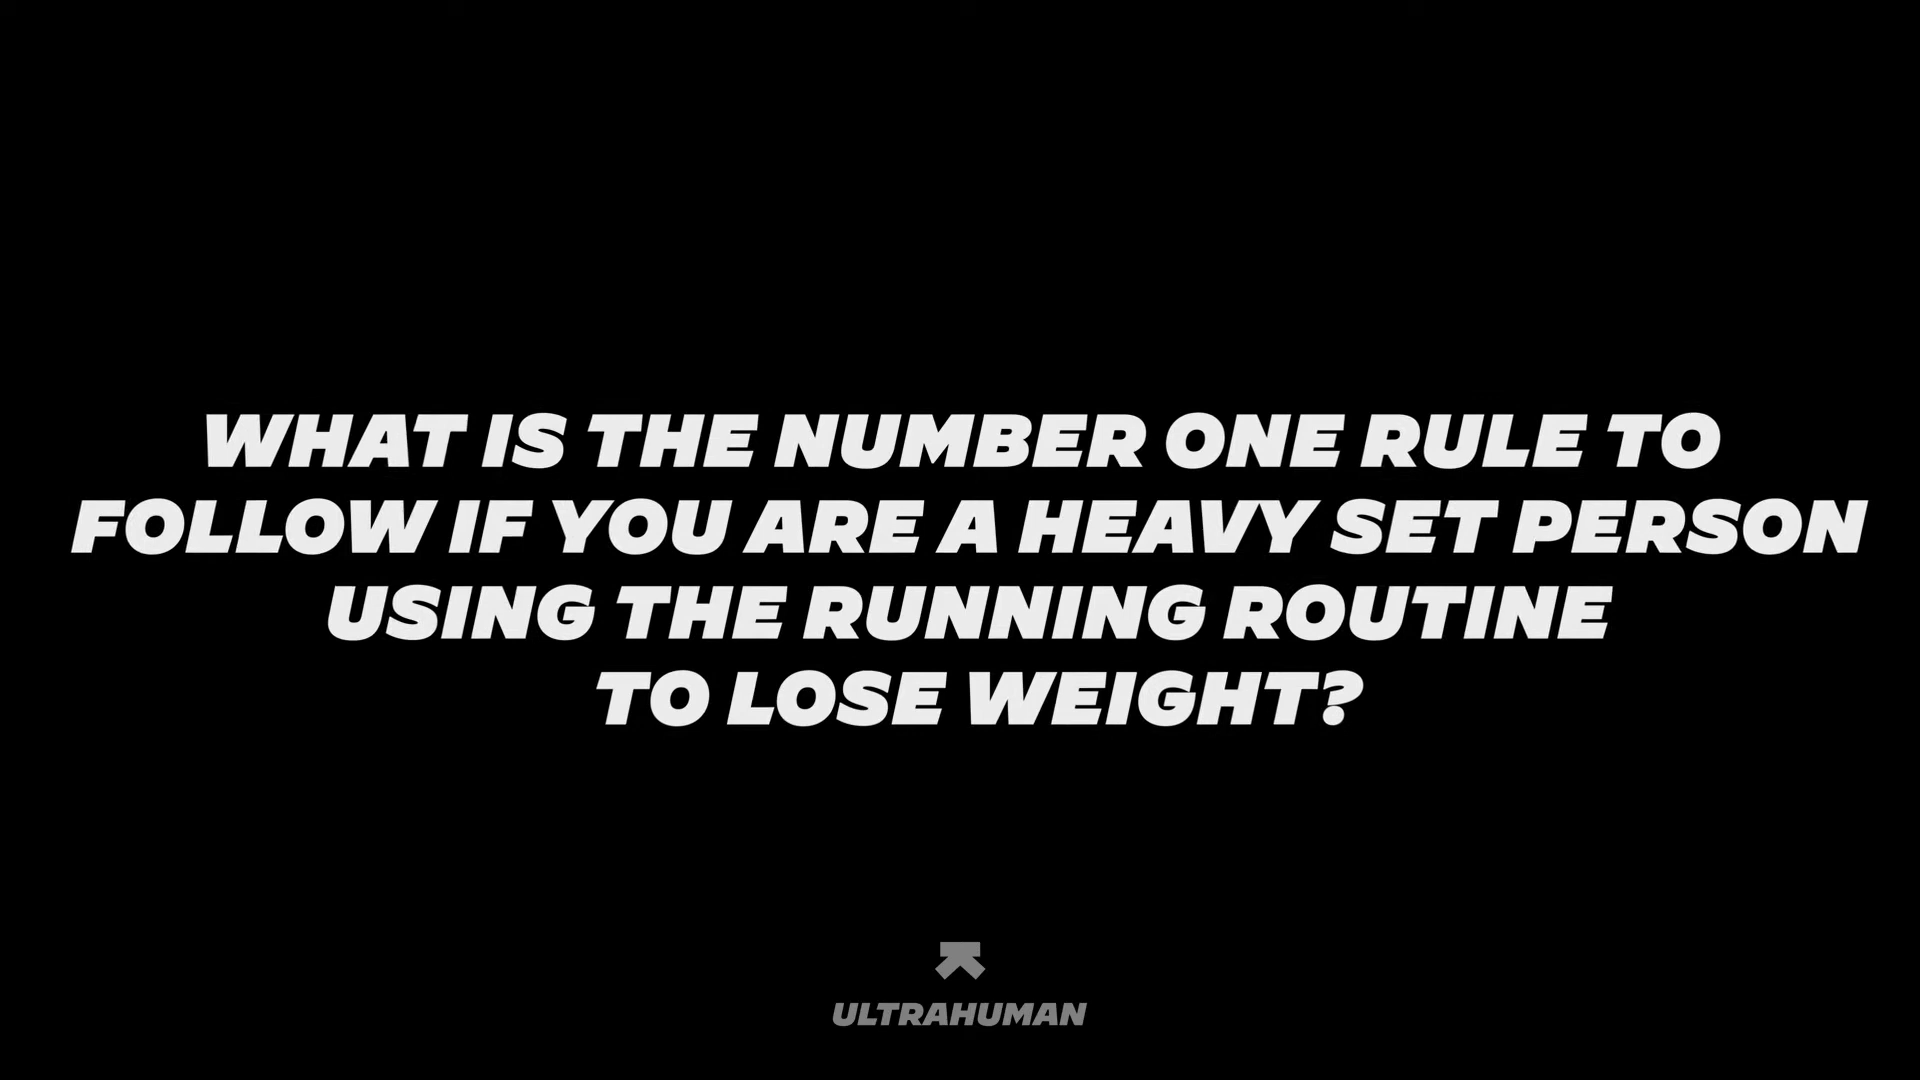 WHAT IS THE NUMBER ONE RULE TO
FOLLOW IF YOU ARE A HEAVY SET PERSON
USING THE RUNNING ROUTINE
TO LOSE WEIGHT?
ULTRAHUMAN